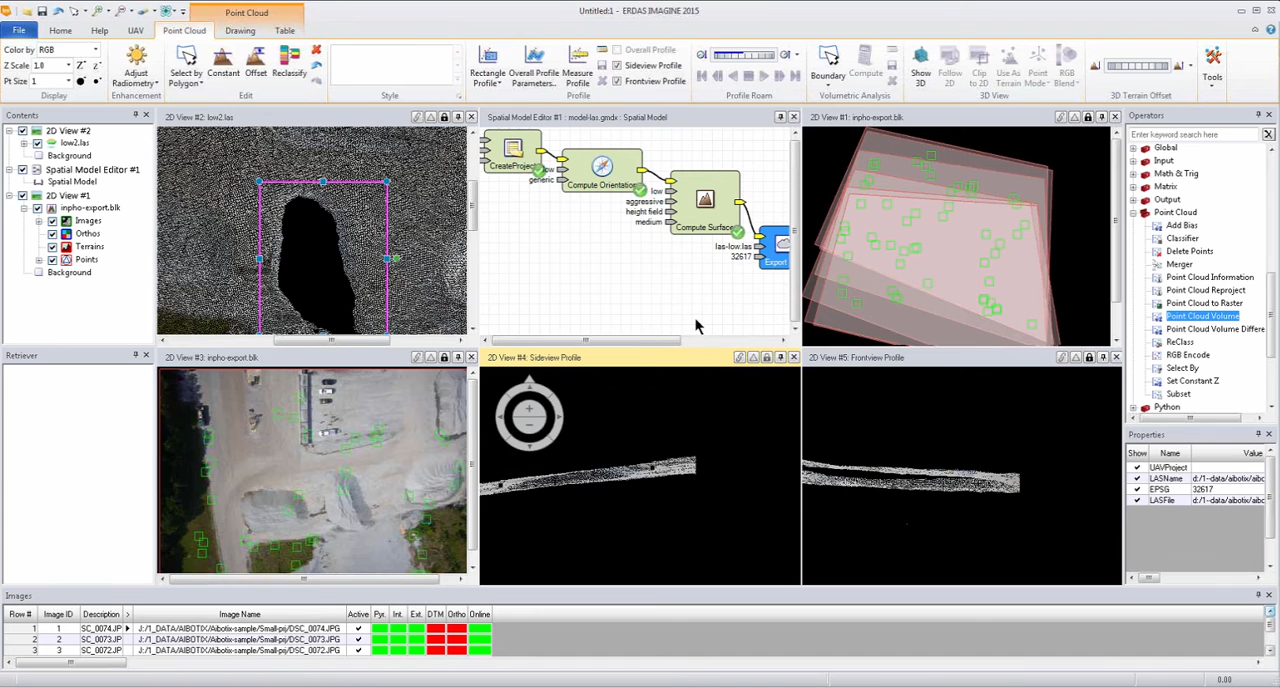 Point Cloud
Untitled:1 - ERDAS IMAGINE 2015
File Home Help UAV Point Cloud Drawing Table
Color by RGB
Z Scale 1.0
Pt Size 1
Adjust Radiometry
Select by Polygon
Constant
Offset
Reclassify
Rectangle Profile
Overall Profile Parameters..
Measure Profile
Overall Profile
Sideview Profile
Frontview Profile
Boundary
Compute
Show 3D
Follow 2D
Clip to 2D
Use As Terrain
Point Mode
RGB Blend
Tools
Display Enhancement Edit Style Profile Profile Roam Volumetric Analysis 3D View 3D Terrain Offset
Contents
2D View #2
low2.las
Background
Spatial Model Editor #1
Spatial Model
2D View #1
inpho-export.blk
Images
Orthos
Terrains
Points
Background
Retriever
2D View #2: low2.las
Spatial Model Editor #1 : model-las.gmdx : Spatial Model
CreateProject
low
generic
Compute Orientation
low
aggressive
height field
medium
Compute Surface
las-low.las
32617
Export
2D View #1: inpho-export.blk
2D View #3: inpho-export.blk
2D View #4: Sideview Profile
2D View #5: Frontview Profile
Operators
Enter keyword search here
Global
Input
Math & Trig
Matrix
Output
Point Cloud
Add Bias
Classifier
Delete Points
Merger
Point Cloud Information
Point Cloud Reproject
Point Cloud to Raster
Point Cloud Volume
Point Cloud Volume Differe
ReClass
RGB Encode
Select By
Set Constant Z
Subset
Python
Properties
Show Name Value
UAVProject
LASName d:/1--data/aibotix/aibc
EPSG 32617
LASFile d:/1--data/aibotix/aibc
Images
Row # Image ID Description > Image Name Active Pyr. Int. Ext. DTM Ortho Online
1 1 SC_0074.JP J:/1_DATA/AIBOTIX/Aibotix-sample/Small-prj/DSC_0074.JPG
2 2 SC_0073.JP J:/1_DATA/AIBOTIX/Aibotix-sample/Small-prj/DSC_0073.JPG
3 3 SC_0072.JP J:/1_DATA/AIBOTIX/Aibotix-sample/Small-prj/DSC_0072.JPG
0.00